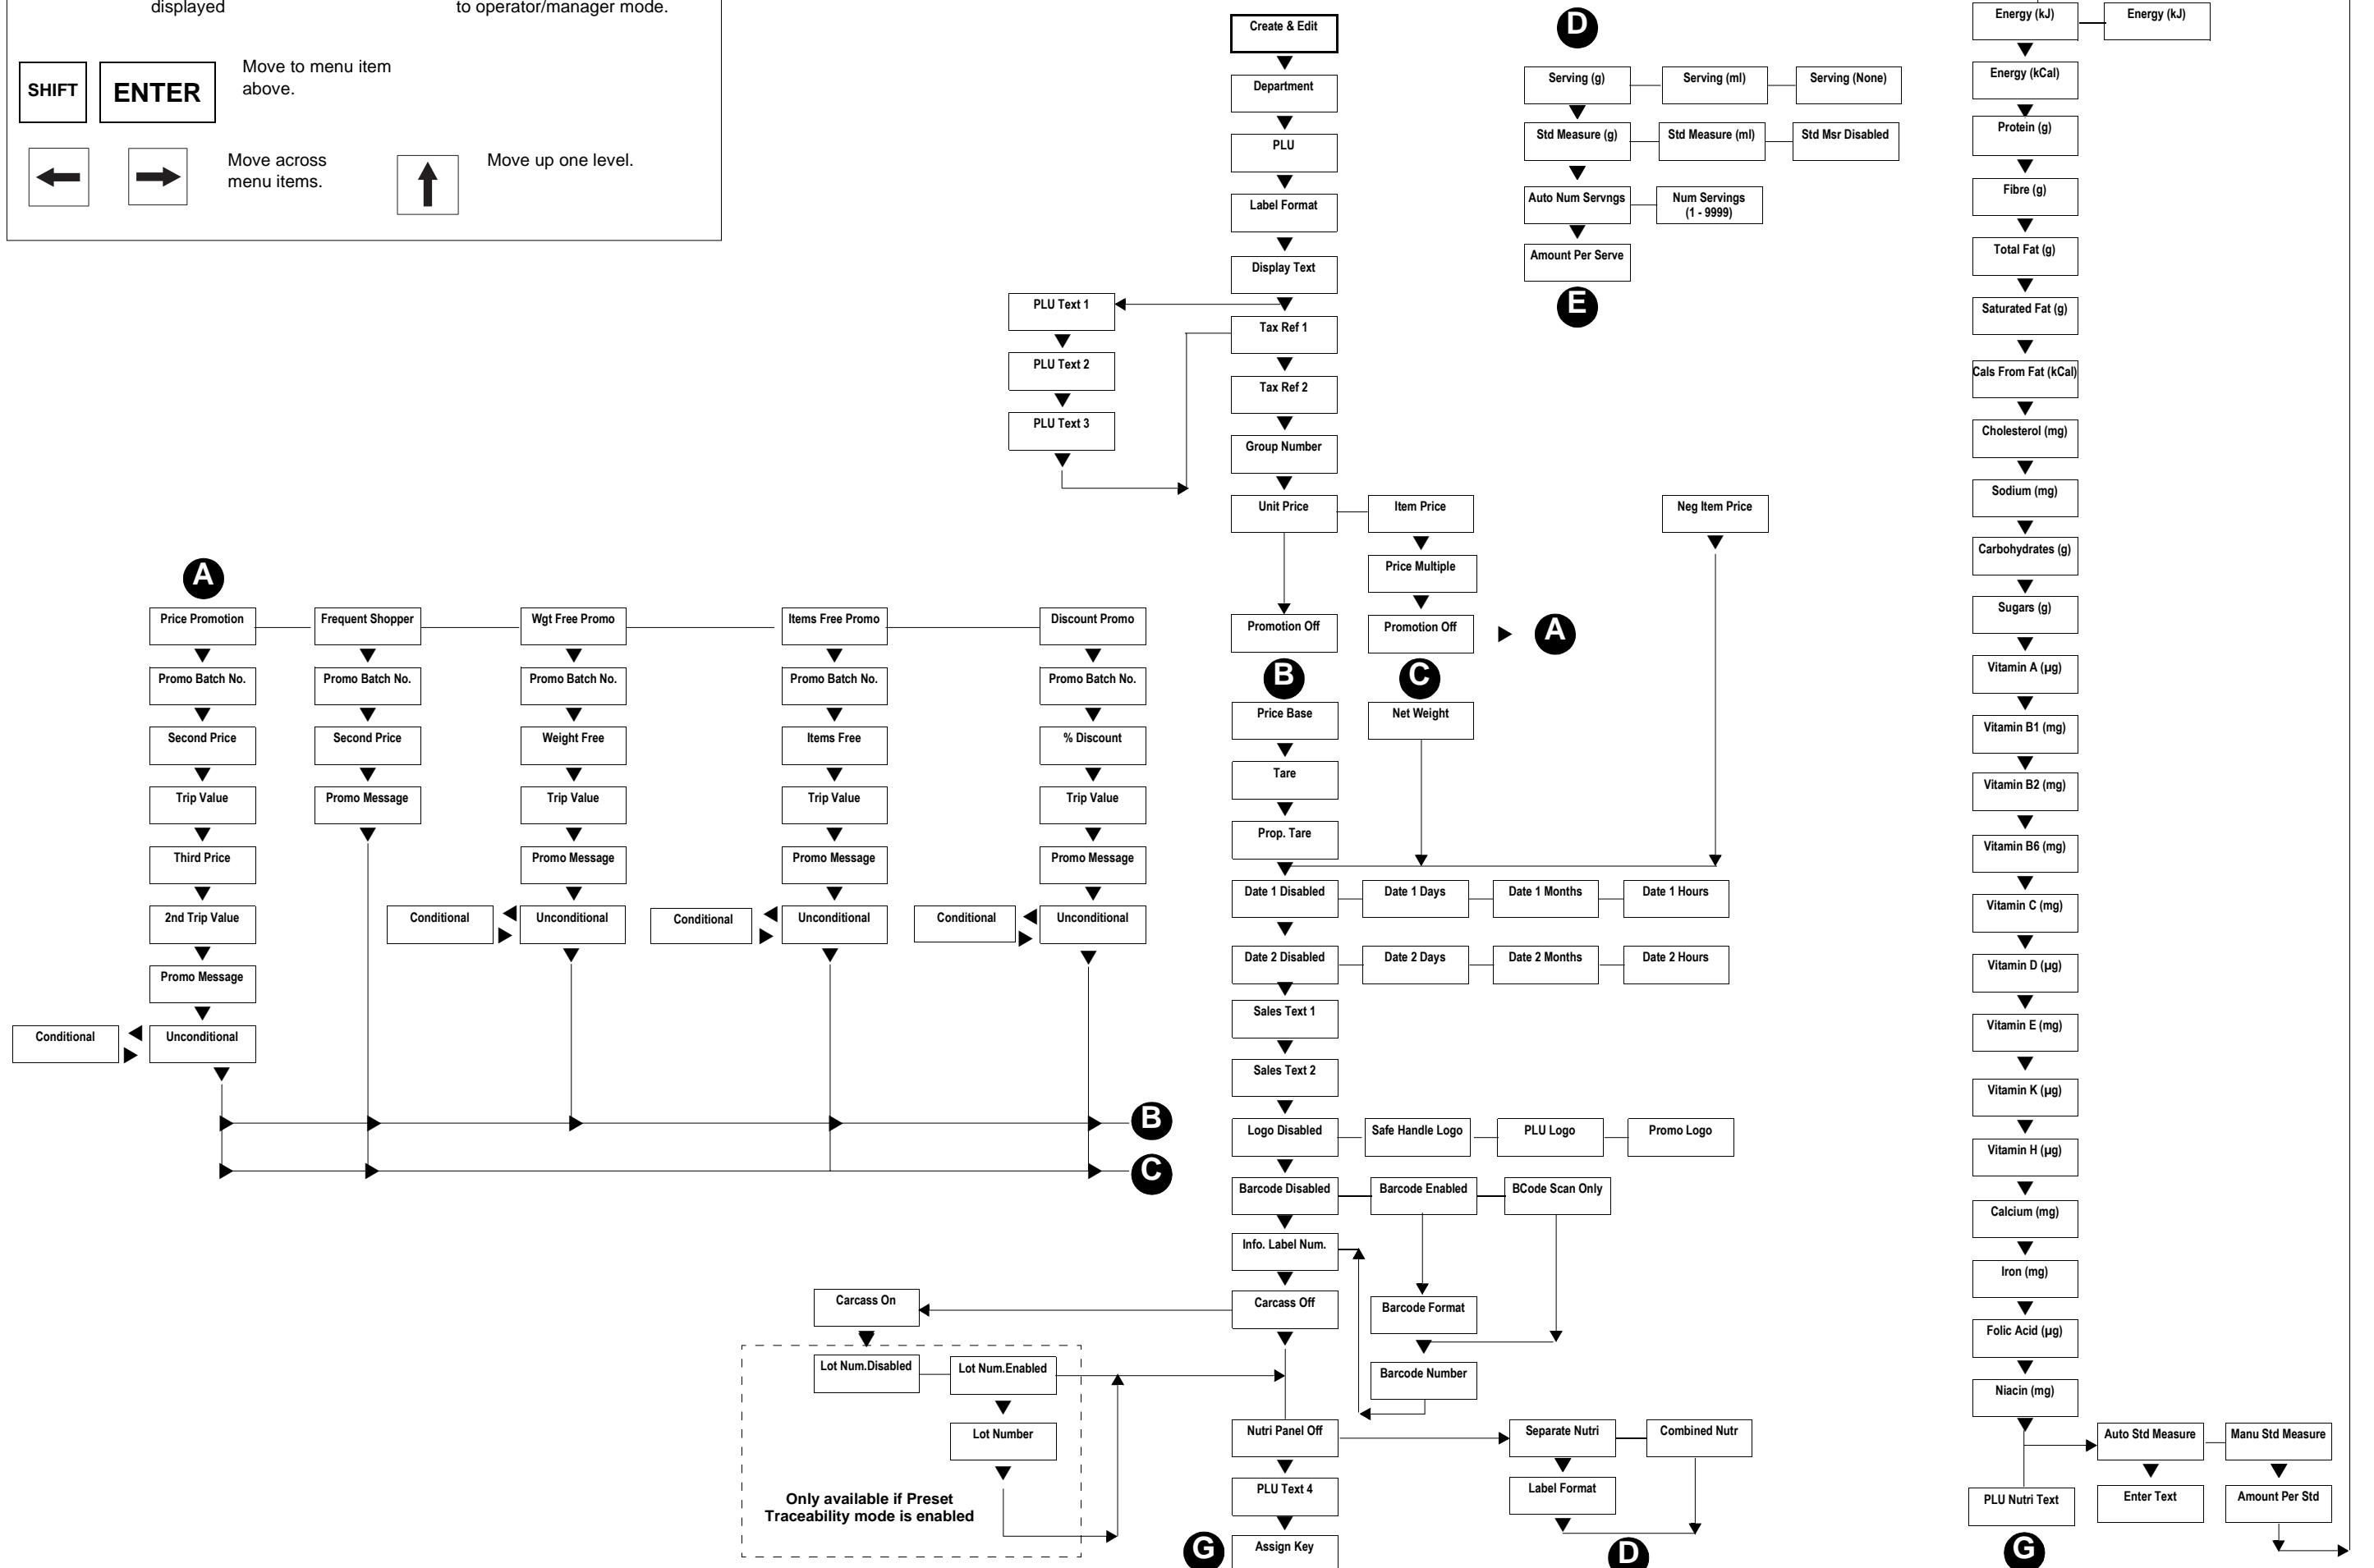 displayed
to operator/manager mode.
SHIFT
ENTER
Move to menu item
above.
Move across
menu items.
Move up one level.
Create & Edit
Department
PLU
Label Format
Display Text
PLU Text 1
PLU Text 2
PLU Text 3
Tax Ref 1
Tax Ref 2
Group Number
Unit Price
Item Price
Neg Item Price
Price Multiple
Promotion Off
Promotion Off
A
B
C
A
Price Promotion
Frequent Shopper
Wgt Free Promo
Items Free Promo
Discount Promo
Promo Batch No.
Promo Batch No.
Promo Batch No.
Promo Batch No.
Promo Batch No.
Second Price
Second Price
Weight Free
Items Free
% Discount
Trip Value
Promo Message
Trip Value
Trip Value
Trip Value
Third Price
Promo Message
Promo Message
Promo Message
2nd Trip Value
Conditional
Unconditional
Conditional
Unconditional
Conditional
Unconditional
Promo Message
Conditional
Unconditional
B
C
Price Base
Net Weight
Tare
Prop. Tare
Date 1 Disabled
Date 1 Days
Date 1 Months
Date 1 Hours
Date 2 Disabled
Date 2 Days
Date 2 Months
Date 2 Hours
Sales Text 1
Sales Text 2
Logo Disabled
Safe Handle Logo
PLU Logo
Promo Logo
Barcode Disabled
Barcode Enabled
BCode Scan Only
Info. Label Num.
Carcass On
Carcass Off
Barcode Format
Lot Num.Disabled
Lot Num.Enabled
Barcode Number
Lot Number
Only available if Preset
Traceability mode is enabled
Nutri Panel Off
Separate Nutri
Combined Nutr
PLU Text 4
Label Format
G
Assign Key
D
D
Serving (g)
Serving (ml)
Serving (None)
Std Measure (g)
Std Measure (ml)
Std Msr Disabled
Auto Num Servngs
Num Servings
(1 - 9999)
Amount Per Serve
E
Energy (kJ)
Energy (kJ)
Energy (kCal)
Protein (g)
Fibre (g)
Total Fat (g)
Saturated Fat (g)
Cals From Fat (kCal)
Cholesterol (mg)
Sodium (mg)
Carbohydrates (g)
Sugars (g)
Vitamin A (µg)
Vitamin B1 (mg)
Vitamin B2 (mg)
Vitamin B6 (mg)
Vitamin C (mg)
Vitamin D (µg)
Vitamin E (mg)
Vitamin K (µg)
Vitamin H (µg)
Calcium (mg)
Iron (mg)
Folic Acid (µg)
Niacin (mg)
Auto Std Measure
Manu Std Measure
PLU Nutri Text
Enter Text
Amount Per Std
G